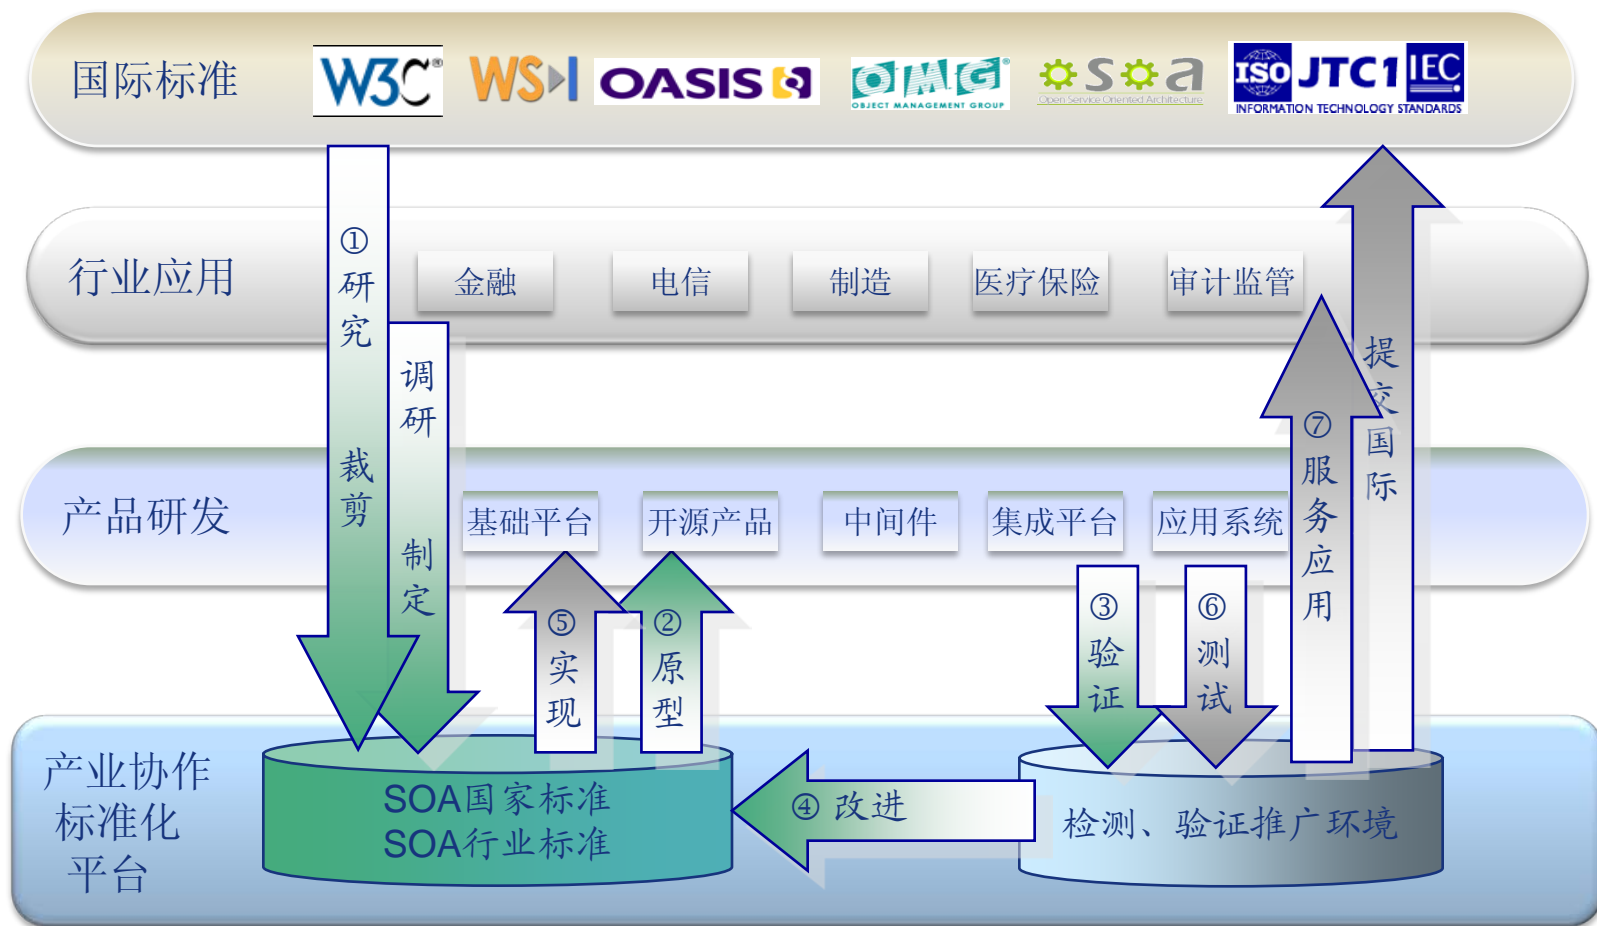 国际标准
W3C®
WS-I
OASIS
OMG®
OBJECT MANAGEMENT GROUP
osoa
Open Service Oriented Architecture
ISO JTC1 IEC
INFORMATION TECHNOLOGY STANDARDS
行业应用
金融
电信
制造
医疗保险
审计监管
①研究 裁剪
调研 制定
提交国际
产品研发
基础平台
开源产品
中间件
集成平台
应用系统
⑤实现
②原型
③验证
⑥测试
⑦服务应用
产业协作
标准化
平台
SOA国家标准
SOA行业标准
④ 改进
检测、验证推广环境